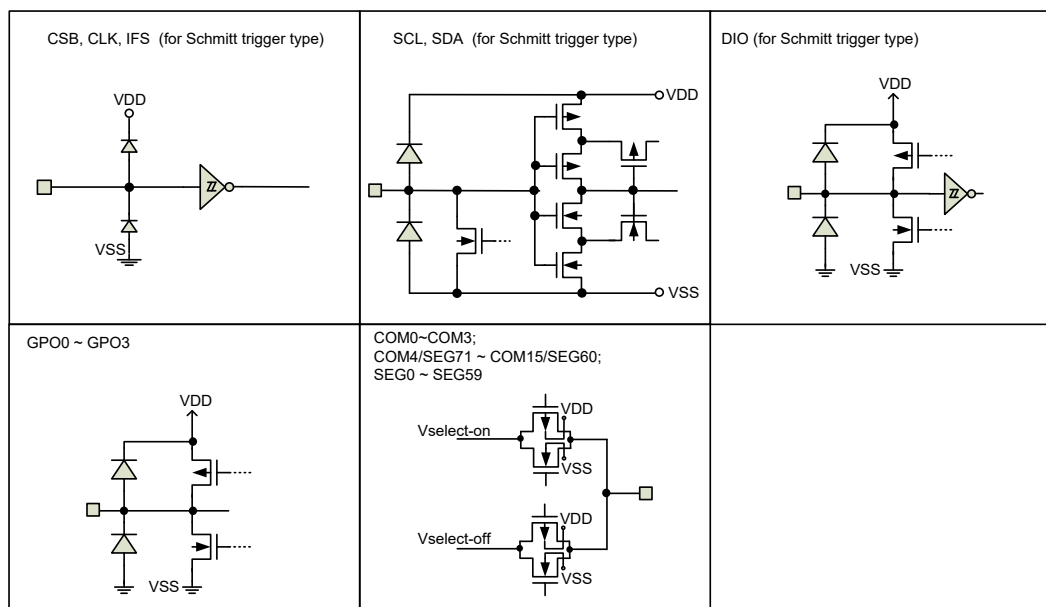 CSB, CLK, IFS (for Schmitt trigger type)
VDD
VSS
SCL, SDA (for Schmitt trigger type)
VDD
VSS
DIO (for Schmitt trigger type)
VDD
VSS
GPO0 ~ GPO3
VDD
VSS
COM0~COM3;
COM4/SEG71 ~ COM15/SEG60;
SEG0 ~ SEG59
VDD
Vselect-on
VSS
VDD
Vselect-off
VSS